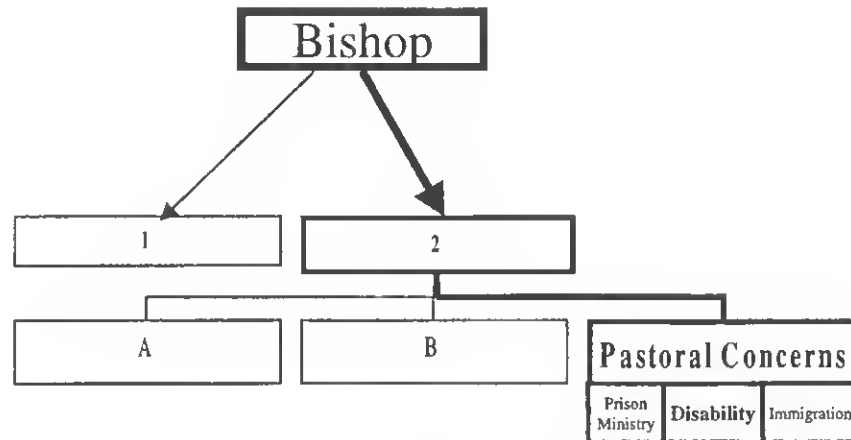 Bishop
1
2
A
B
Pastoral Concerns
Prison
Ministry
Disability
Immigration